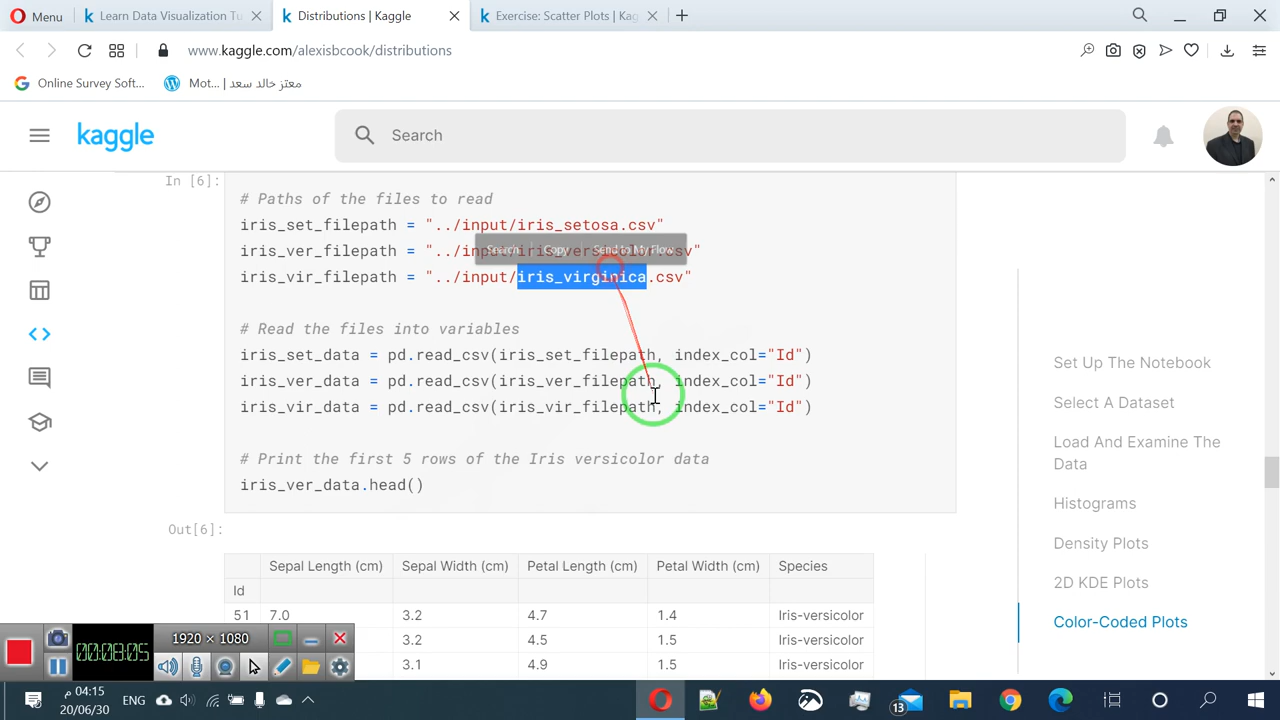 Menu
Learn Data Visualization Tu
Distributions | Kaggle
Exercise: Scatter Plots | Kag
www.kaggle.com/alexisbcook/distributions
Online Survey Soft...
Mot... | معتز خالد سعد
kaggle
Search
In [6]:
# Paths of the files to read
iris_set_filepath = "../input/iris_setosa.csv"
iris_ver_filepath = "../input/iris_versicolor.csv"
Search
Copy
Send to My Flow
iris_vir_filepath = "../input/iris_virginica.csv"
# Read the files into variables
iris_set_data = pd.read_csv(iris_set_filepath, index_col="Id")
iris_ver_data = pd.read_csv(iris_ver_filepath, index_col="Id")
iris_vir_data = pd.read_csv(iris_vir_filepath, index_col="Id")
# Print the first 5 rows of the Iris versicolor data
iris_ver_data.head()
Set Up The Notebook
Select A Dataset
Load And Examine The
Data
Histograms
Density Plots
2D KDE Plots
Color-Coded Plots
Out[6]:
Sepal Length (cm) Sepal Width (cm) Petal Length (cm) Petal Width (cm) Species
Id
51 7.0 3.2 4.7 1.4 Iris-versicolor
3.2 4.5 1.5 Iris-versicolor
3.1 4.9 1.5 Iris-versicolor
00:03:05
1920 × 1080
04:15 م
20/06/30
ENG
13